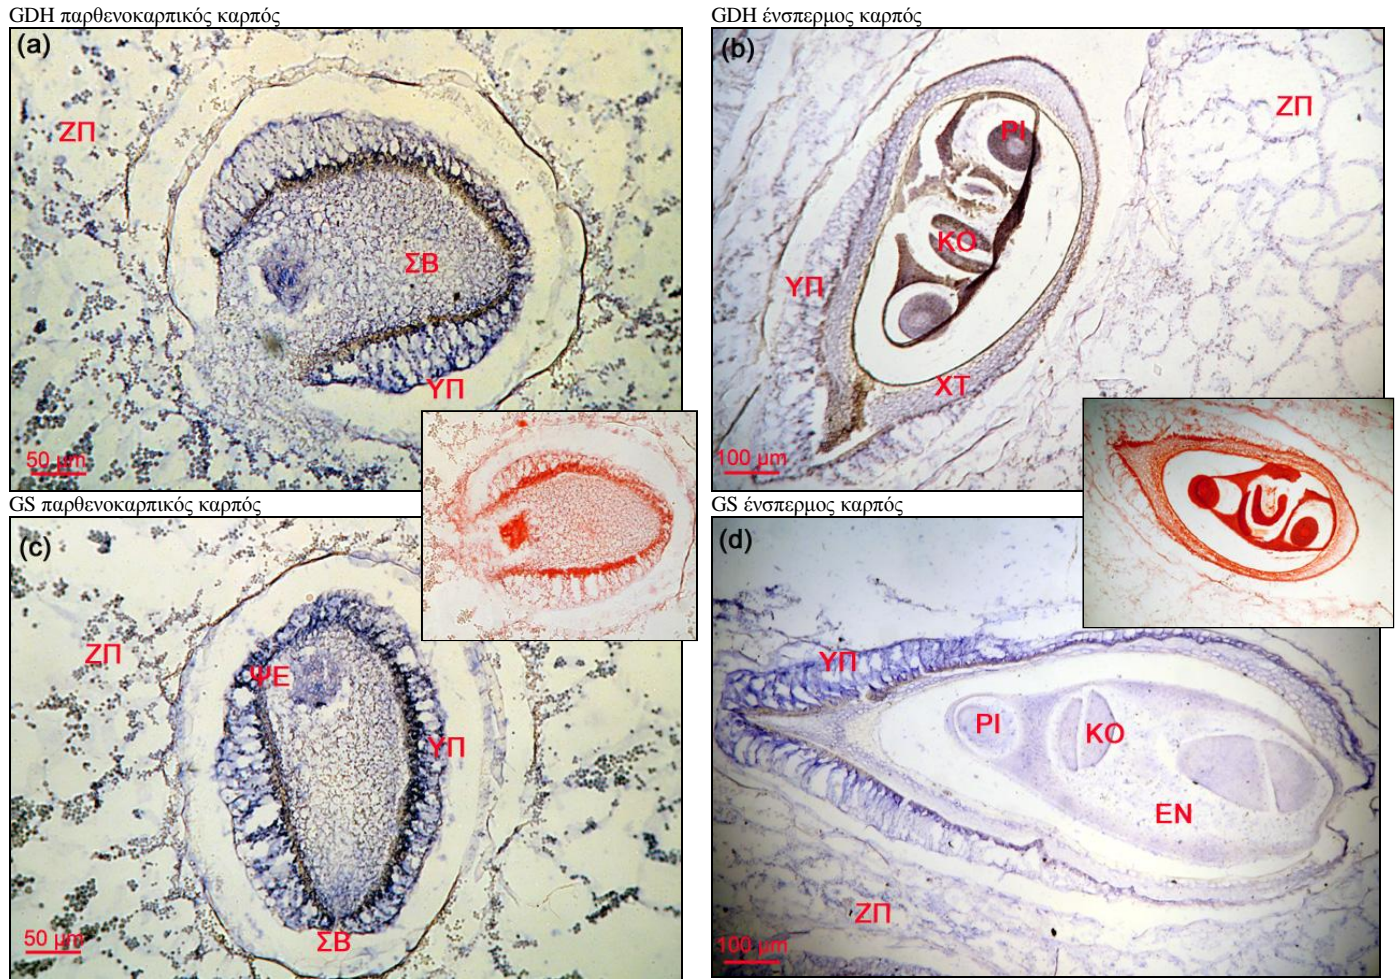 GDH παρθενοκαρπικός καρπός
(a)
ΖΠ
ΣΒ
ΥΠ
50 μm
GDH ένσπερμος καρπός
(b)
ΖΠ
ΡΙ
ΚΟ
ΥΠ
ΧΤ
100 μm
GS παρθενοκαρπικός καρπός
(c)
ΖΠ
ΨΕ
ΥΠ
ΣΒ
50 μm
GS ένσπερμος καρπός
(d)
ΥΠ
ΡΙ
ΚΟ
ΕΝ
ΖΠ
100 μm